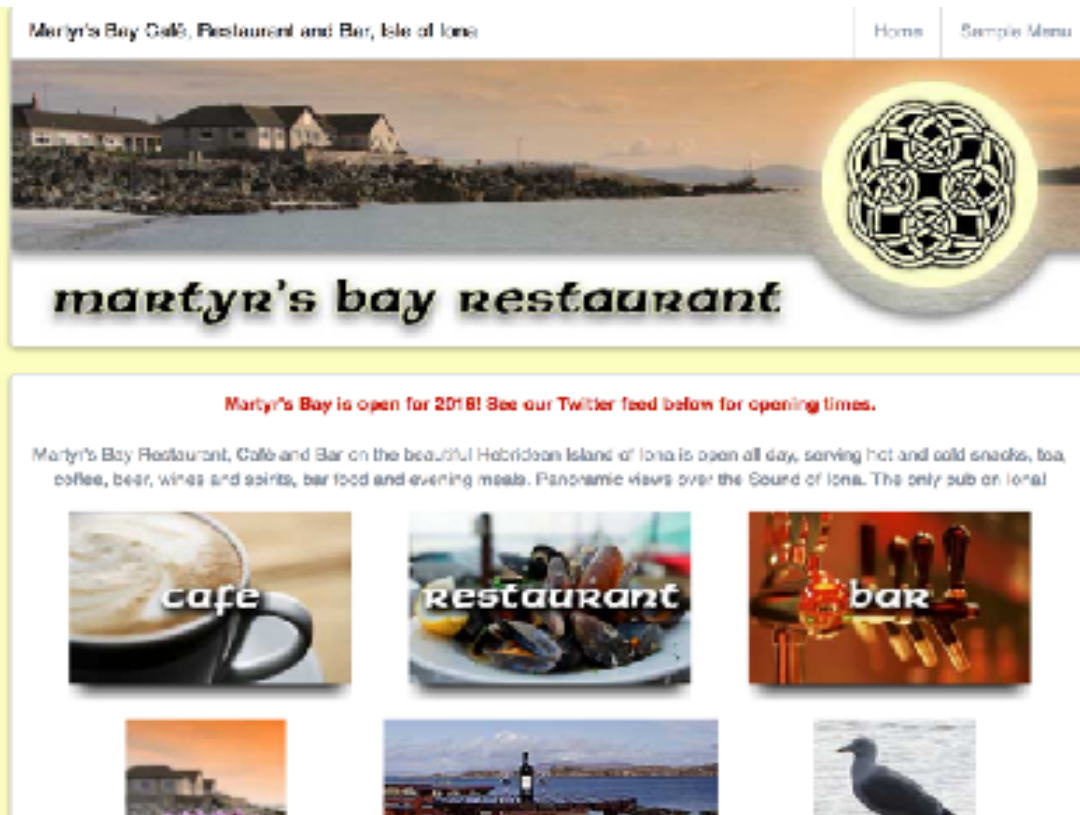 Martyr's Bay Café, Restaurant and Bar, Isle of Iona
Home
Sample Menu
martyr's bay restaurant
Martyr's Bay is open for 2016! See our Twitter feed below for opening times.
Martyr's Bay Restaurant, Café and Bar on the beautiful Hebridean Island of Iona is open all day, serving hot and cold snacks, tea,
coffee, beer, wines and spirits, bar food and evening meals. Panoramic views over the Sound of Iona. The only pub on Iona!
cafe
restaurant
bar